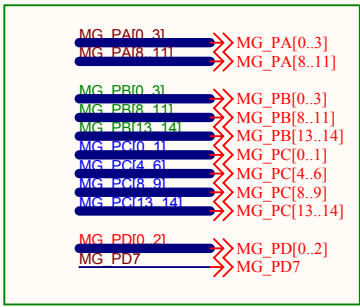 MG_PA[0..3] MG_PA[0..3]
MG_PA[8..11] MG_PA[8..11]
MG_PB[0..3] MG_PB[0..3]
MG_PB[8..11] MG_PB[8..11]
MG_PB[13..14] MG_PB[13..14]
MG_PC[0..1] MG_PC[0..1]
MG_PC[4..6] MG_PC[4..6]
MG_PC[8..9] MG_PC[8..9]
MG_PC[13..14] MG_PC[13..14]
MG_PD[0..2] MG_PD[0..2]
MG_PD7 MG_PD7